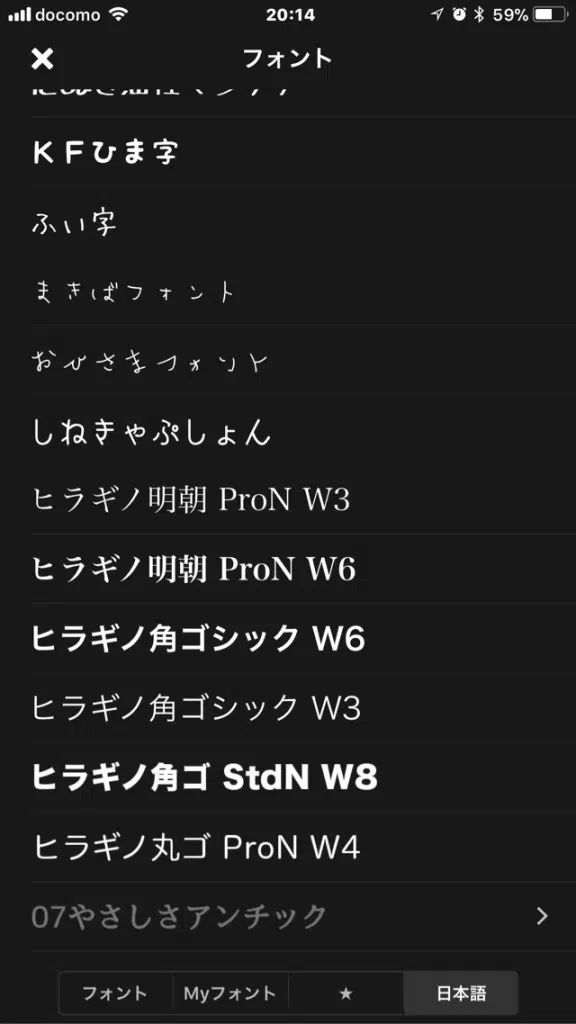 docomo 20:14 59%
フォント
KFひま字
ふい字
まきばフォント
おひさまフォント
しねきゃぷしょん
ヒラギノ明朝 ProN W3
ヒラギノ明朝 ProN W6
ヒラギノ角ゴシック W6
ヒラギノ角ゴシック W3
ヒラギノ角ゴ StdN W8
ヒラギノ丸ゴ ProN W4
07やさしさアンチック
フォント Myフォント ★ 日本語